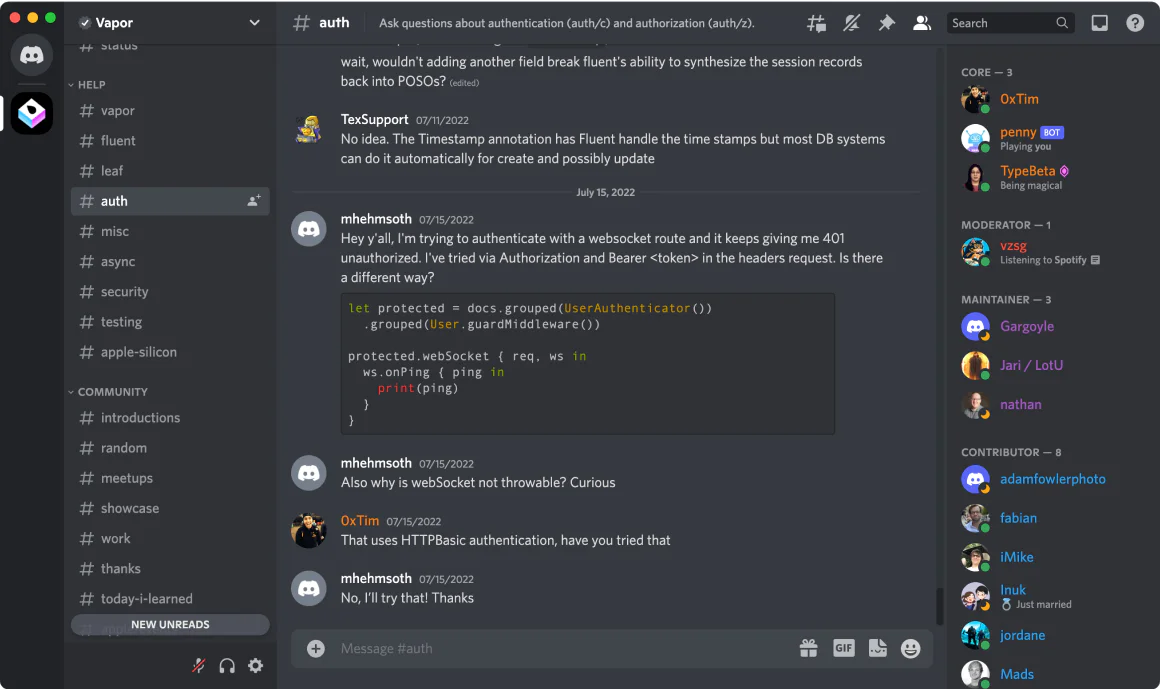 Vapor
status
HELP
vapor
fluent
leaf
auth
misc
async
security
testing
apple-silicon
COMMUNITY
introductions
random
meetups
showcase
work
thanks
today-i-learned
NEW UNREADS
# auth
Ask questions about authentication (auth/c) and authorization (auth/z).
Search
wait, wouldn't adding another field break fluent's ability to synthesize the session records
back into POSOs? (edited)
TexSupport 07/11/2022
No idea. The Timestamp annotation has Fluent handle the time stamps but most DB systems
can do it automatically for create and possibly update
July 15, 2022
mhehmsoth 07/15/2022
Hey y'all, I'm trying to authenticate with a websocket route and it keeps giving me 401
unauthorized. I've tried via Authorization and Bearer <token> in the headers request. Is there
a different way?
let protected = docs.grouped(UserAuthenticator())
.grouped(User.guardMiddleware())
protected.webSocket { req, ws in
ws.onPing { ping in
print(ping)
}
}
mhehmsoth 07/15/2022
Also why is webSocket not throwable? Curious
0xTim 07/15/2022
That uses HTTPBasic authentication, have you tried that
mhehmsoth 07/15/2022
No, I'll try that! Thanks
Message #auth
GIF
CORE — 3
0xTim
penny BOT
Playing you
TypeBeta
Being magical
MODERATOR — 1
vzsg
Listening to Spotify
MAINTAINER — 3
Gargoyle
Jari / LotU
nathan
CONTRIBUTOR — 8
adamfowlerphoto
fabian
iMike
Inuk
Just married
jordane
Mads